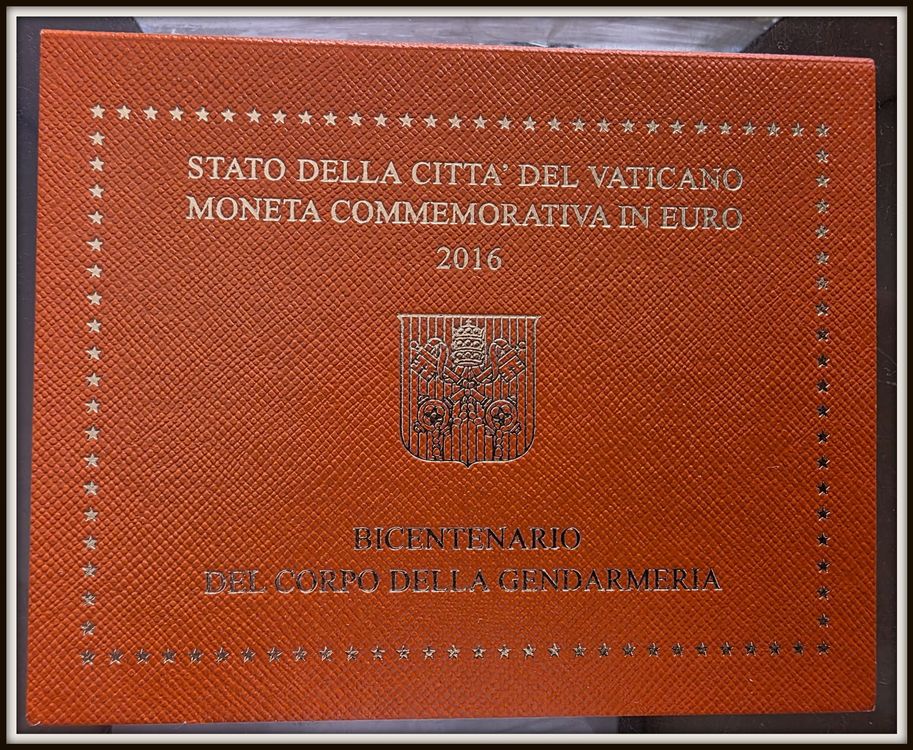 STATO DELLA CITTA' DEL VATICANO
MONETA COMMEMORATIVA IN EURO
2016
BICENTENARIO
DEL CORPO DELLA GENDARMERIA